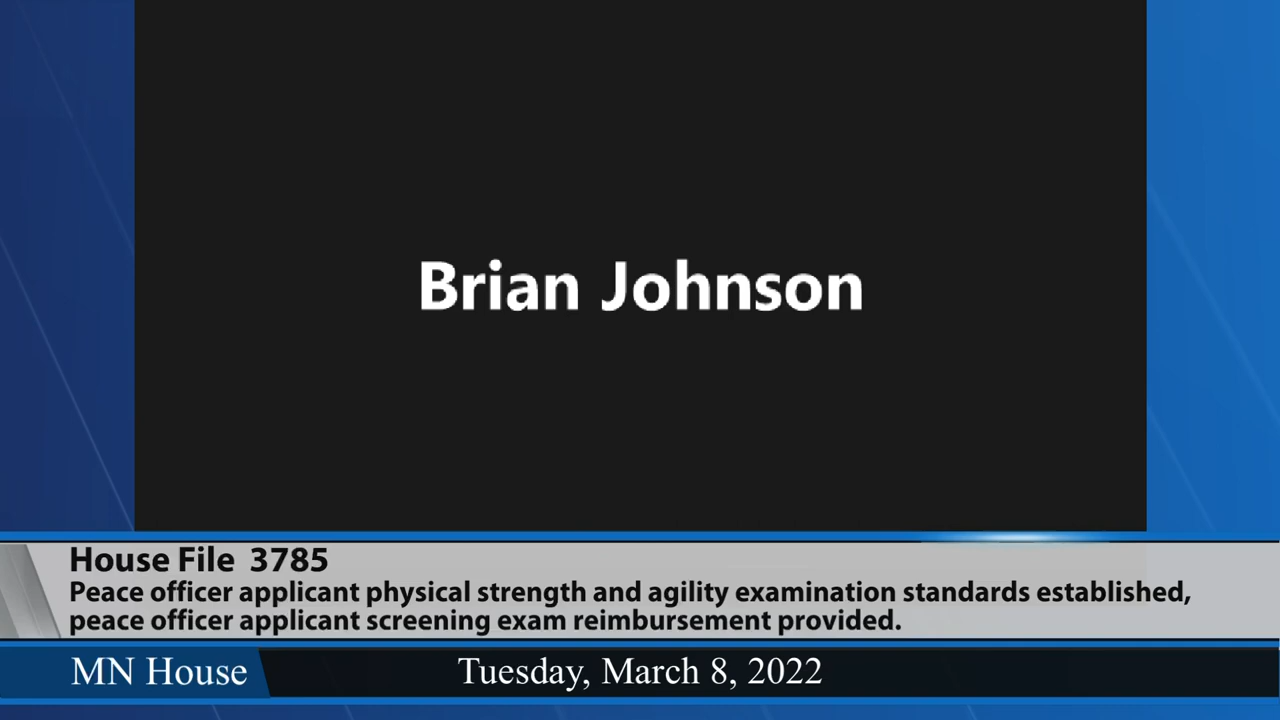 Brian Johnson
House File 3785
Peace officer applicant physical strength and agility examination standards established,
peace officer applicant screening exam reimbursement provided.
MN House
Tuesday, March 8, 2022